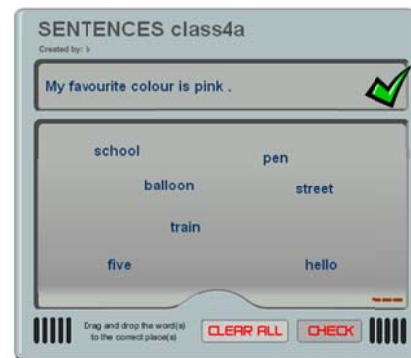 SENTENCES class4a
Created by:
My favourite colour is pink .
school
pen
balloon
street
train
five
hello
Drag and drop the word(s)
to the correct place(s)
CLEAR ALL
CHECK